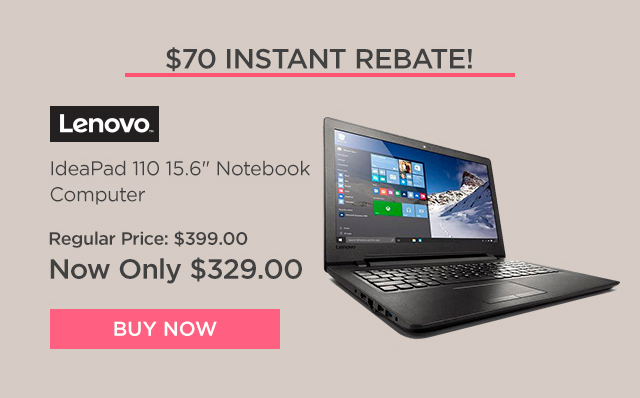 $70 INSTANT REBATE!
Lenovo
IdeaPad 110 15.6" Notebook
Computer
Regular Price: $399.00
Now Only $329.00
BUY NOW
Lenovo